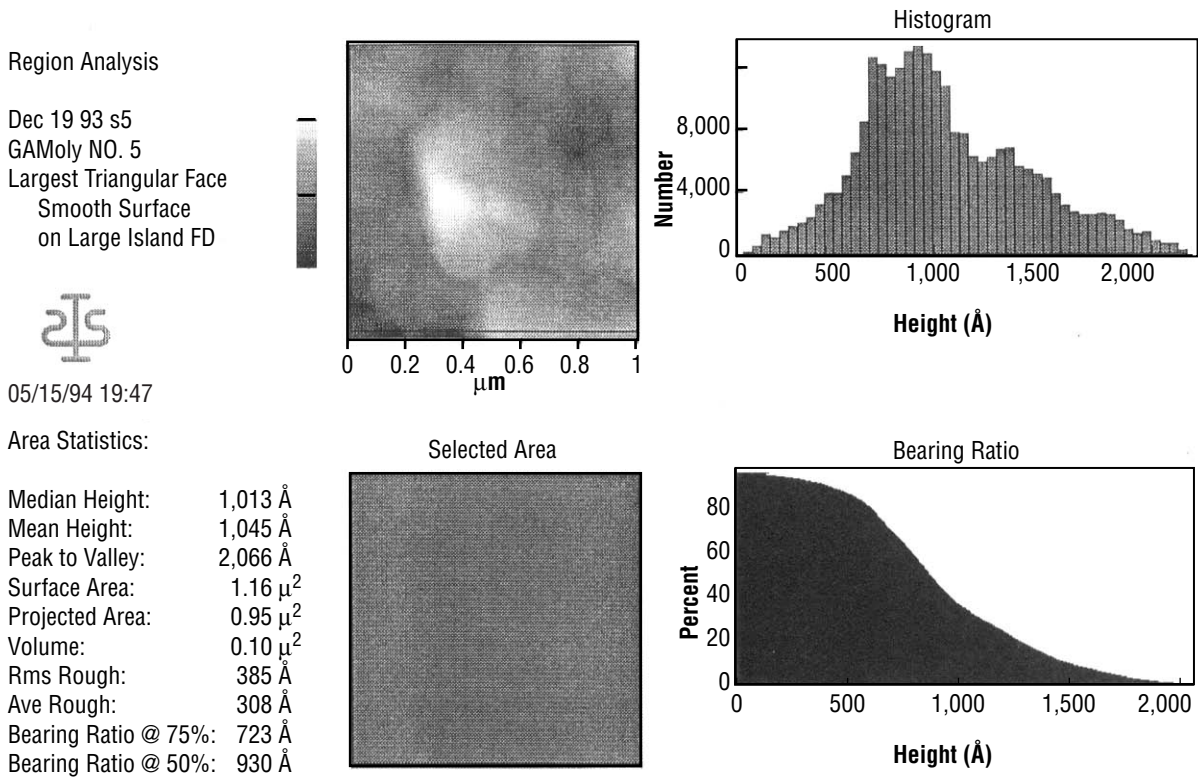 Region Analysis
Dec 19 93 s5
GAMoly NO. 5
Largest Triangular Face
Smooth Surface
on Large Island FD
05/15/94 19:47
0 0.2 0.4 0.6 0.8 1
μm
Histogram
Number
8,000
4,000
0
0 500 1,000 1,500 2,000
Height (Å)
Area Statistics:
Median Height: 1,013 Å
Mean Height: 1,045 Å
Peak to Valley: 2,066 Å
Surface Area: 1.16 μ²
Projected Area: 0.95 μ²
Volume: 0.10 μ²
Rms Rough: 385 Å
Ave Rough: 308 Å
Bearing Ratio @ 75%: 723 Å
Bearing Ratio @ 50%: 930 Å
Selected Area
Bearing Ratio
Percent
80
60
40
20
0
0 500 1,000 1,500 2,000
Height (Å)